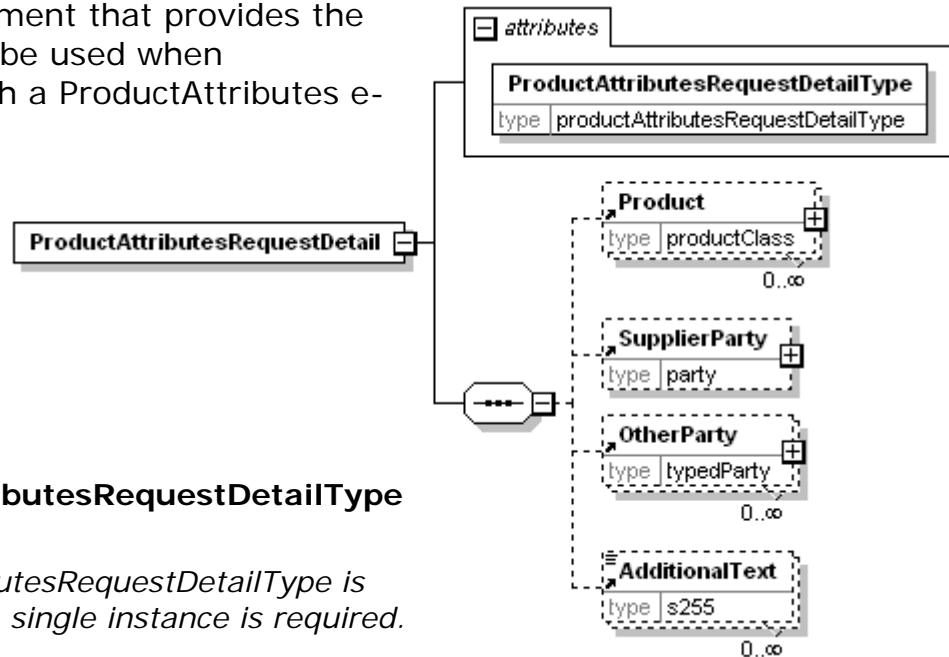 ment that provides the
be used when
h a ProductAttributes e-
attributes
ProductAttributesRequestDetailType
type productAttributesRequestDetailType
ProductAttributesRequestDetail
Product
type productClass
0..∞
SupplierParty
type party
OtherParty
type typedParty
0..∞
AdditionalText
type s255
0..∞
ibutesRequestDetailType
utesRequestDetailType is
single instance is required.